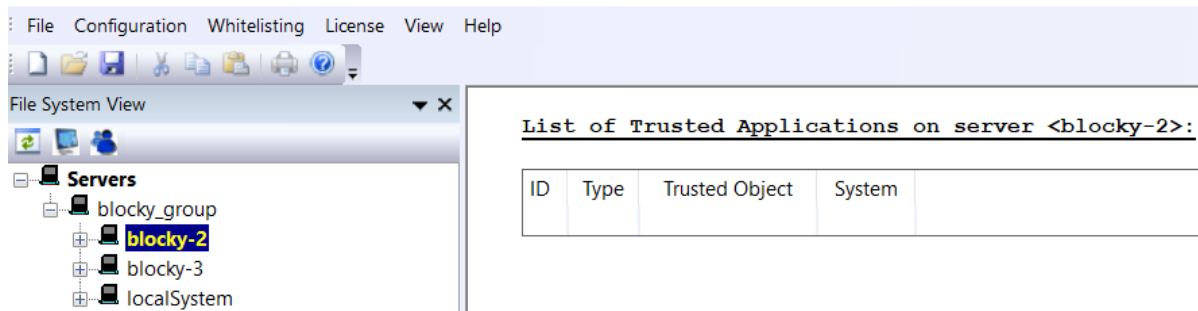 File Configuration Whitelisting License View Help
File System View
Servers
blocky_group
blocky-2
blocky-3
localSystem
List of Trusted Applications on server <blocky-2>:
ID Type Trusted Object System